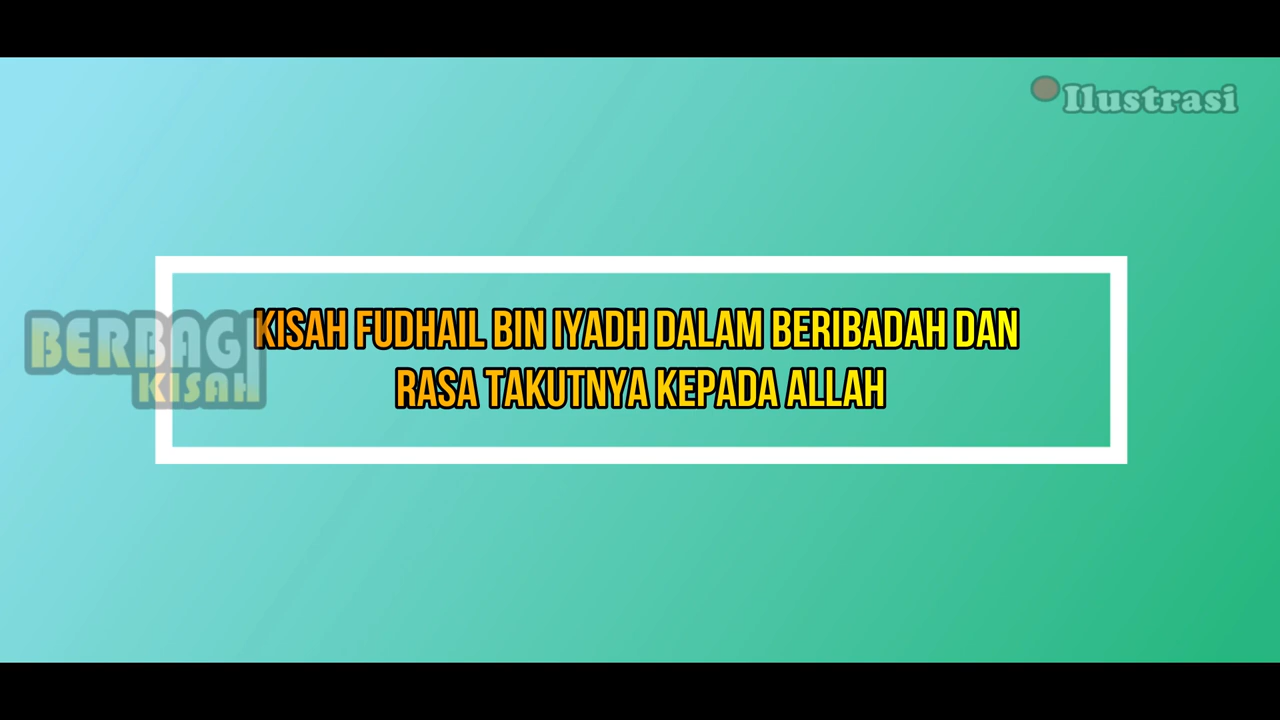 Ilustrasi
BERBAGI
KISAH
KISAH FUDHAIL BIN IYADH DALAM BERIBADAH DAN
RASA TAKUTNYA KEPADA ALLAH